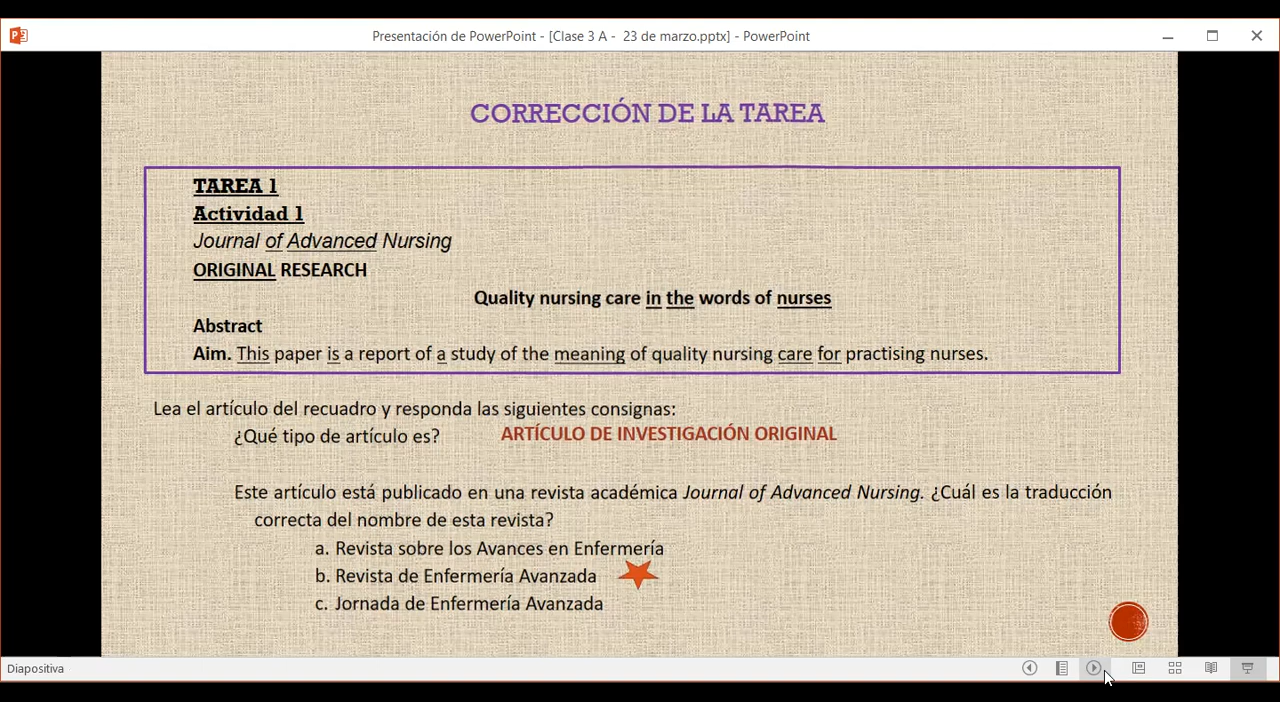 Presentación de PowerPoint - [Clase 3 A -  23 de marzo.pptx] - PowerPoint
CORRECCIÓN DE LA TAREA
TAREA 1
Actividad 1
Journal of Advanced Nursing
ORIGINAL RESEARCH
Quality nursing care in the words of nurses
Abstract
Aim. This paper is a report of a study of the meaning of quality nursing care for practising nurses.
Lea el artículo del recuadro y responda las siguientes consignas:
¿Qué tipo de artículo es? ARTÍCULO DE INVESTIGACIÓN ORIGINAL
Este artículo está publicado en una revista académica Journal of Advanced Nursing. ¿Cuál es la traducción
correcta del nombre de esta revista?
a. Revista sobre los Avances en Enfermería
b. Revista de Enfermería Avanzada
c. Jornada de Enfermería Avanzada
Diapositiva